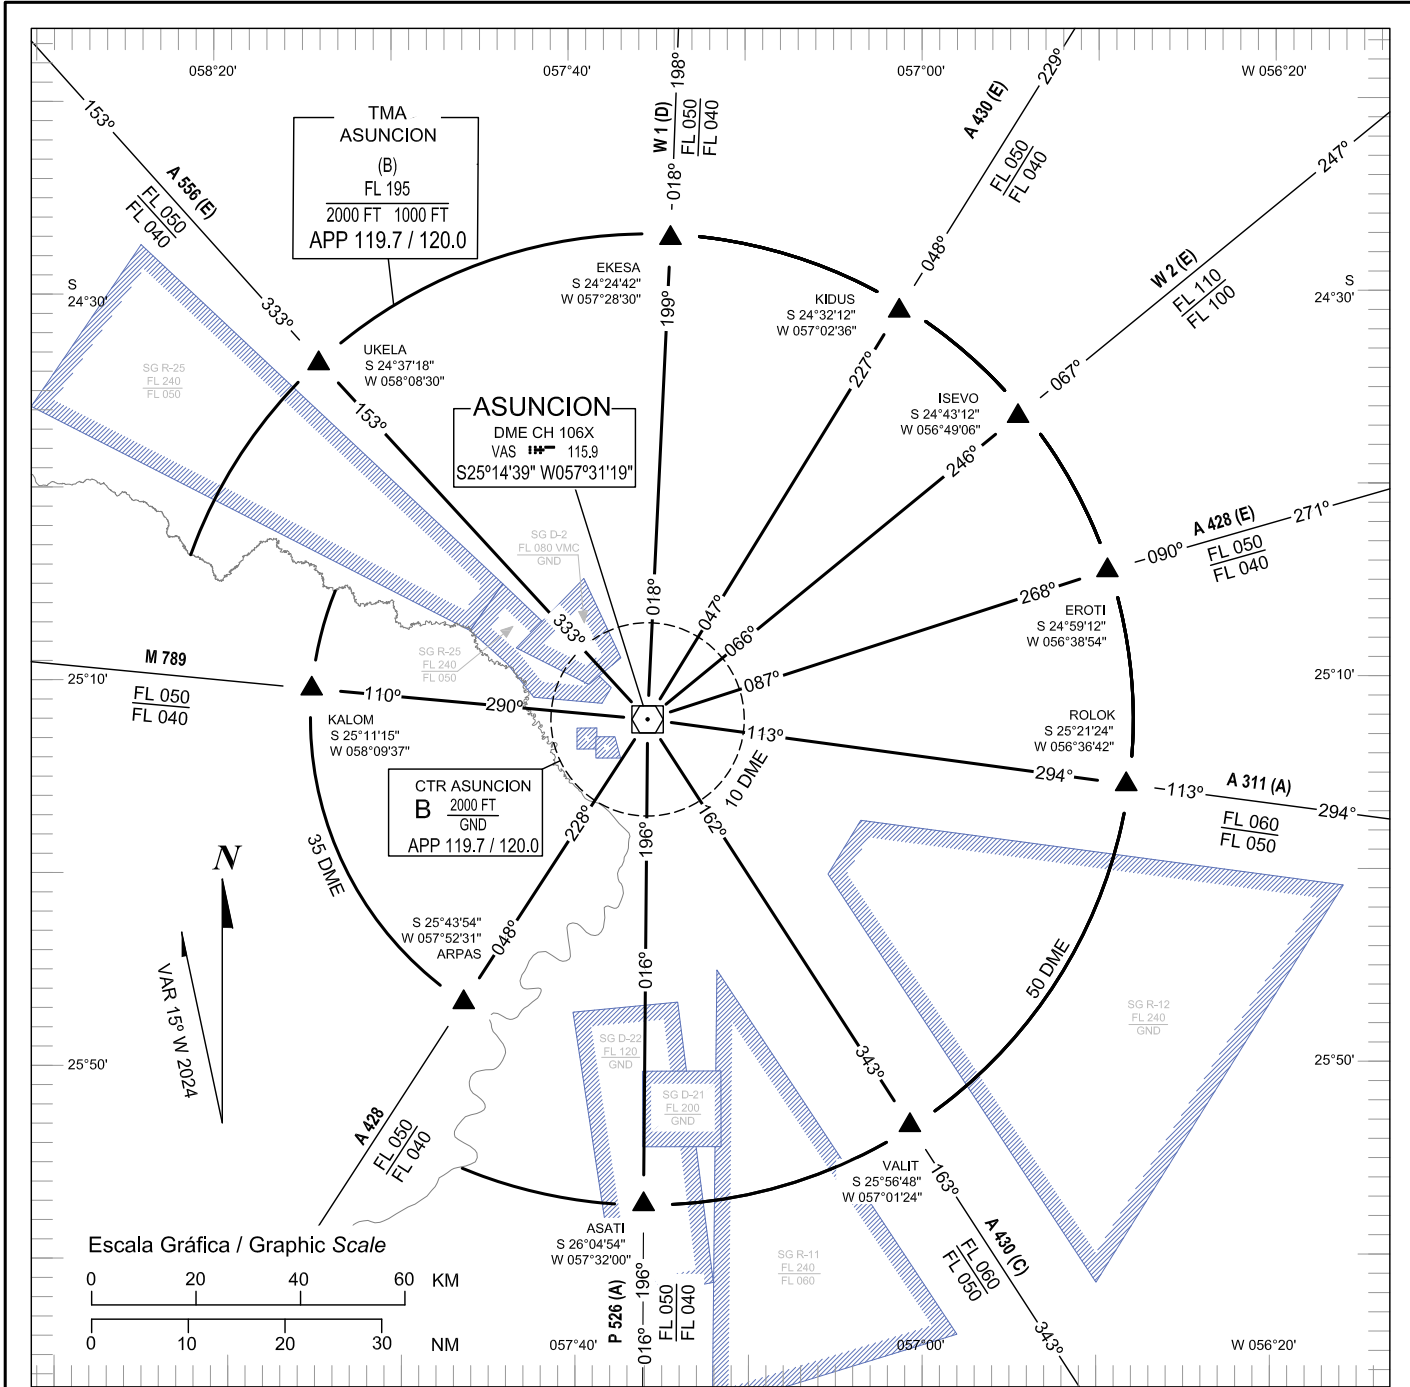 058°20'
057°40'
057°00'
W 056°20'
153°
A 556 (E)
FL 050
FL 040
333°
TMA
ASUNCION
(B)
FL 195
2000 FT 1000 FT
APP 119.7 / 120.0
198°
W 1 (D)
FL 050
FL 040
018°
229°
A 430 (E)
FL 050
FL 040
048°
247°
W 2 (E)
FL 110
FL 100
067°
S
24°30'
S
24°30'
EKESA
S 24°24'42"
W 057°28'30"
199°
KIDUS
S 24°32'12"
W 057°02'36"
227°
UKELA
S 24°37'18"
W 058°08'30"
153°
SG R-25
FL 240
FL 050
ISEVO
S 24°43'12"
W 056°49'06"
246°
ASUNCION
DME CH 106X
VAS 115.9
S25°14'39" W057°31'19"
271°
A 428 (E)
FL 050
FL 040
090°
SG D-2
FL 080 VMC
GND
268°
EROTI
S 24°59'12"
W 056°38'54"
333°
018°
047°
066°
087°
SG R-25
FL 240
FL 050
M 789
FL 050
FL 040
25°10'
25°10'
110°
290°
KALOM
S 25°11'15"
W 058°09'37"
ROLOK
S 25°21'24"
W 056°36'42"
113°
294°
113°
A 311 (A)
294°
FL 060
FL 050
CTR ASUNCION
B 2000 FT
GND
APP 119.7 / 120.0
10 DME
228°
196°
162°
35 DME
N
VAR 15° W 2024
S 25°43'54"
W 057°52'31"
ARPAS
048°
016°
50 DME
SG R-12
FL 240
GND
SG D-22
FL 120
GND
343°
25°50'
25°50'
SG D-21
FL 200
GND
A 428
FL 050
FL 040
VALIT
S 25°56'48"
W 057°01'24"
163°
A 430 (C)
FL 060
FL 050
343°
ASATI
S 26°04'54"
W 057°32'00"
SG R-11
FL 240
FL 060
196°
P 526 (A)
FL 050
FL 040
016°
Escala Gráfica / Graphic Scale
0 20 40 60 KM
0 10 20 30 NM
057°40'
057°00'
W 056°20'